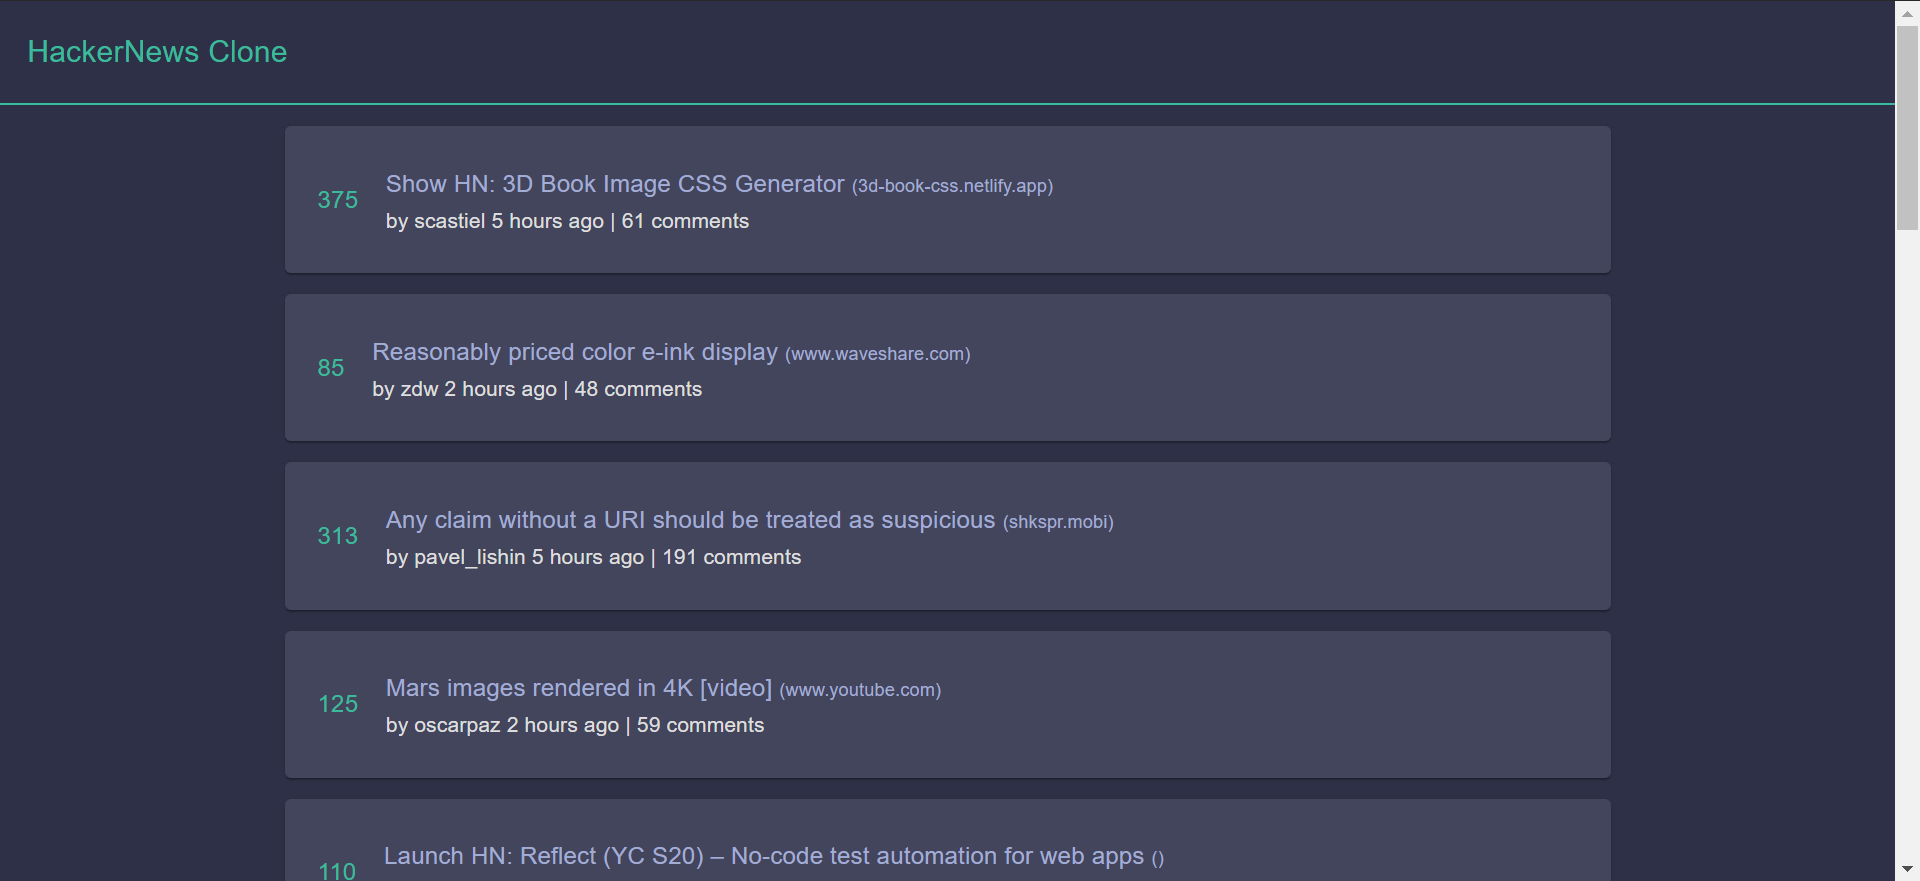 HackerNews Clone
375
Show HN: 3D Book Image CSS Generator (3d-book-css.netlify.app)
by scastiel 5 hours ago | 61 comments
85
Reasonably priced color e-ink display (www.waveshare.com)
by zdw 2 hours ago | 48 comments
313
Any claim without a URI should be treated as suspicious (shkspr.mobi)
by pavel_lishin 5 hours ago | 191 comments
125
Mars images rendered in 4K [video] (www.youtube.com)
by oscarpaz 2 hours ago | 59 comments
110
Launch HN: Reflect (YC S20) – No-code test automation for web apps ()